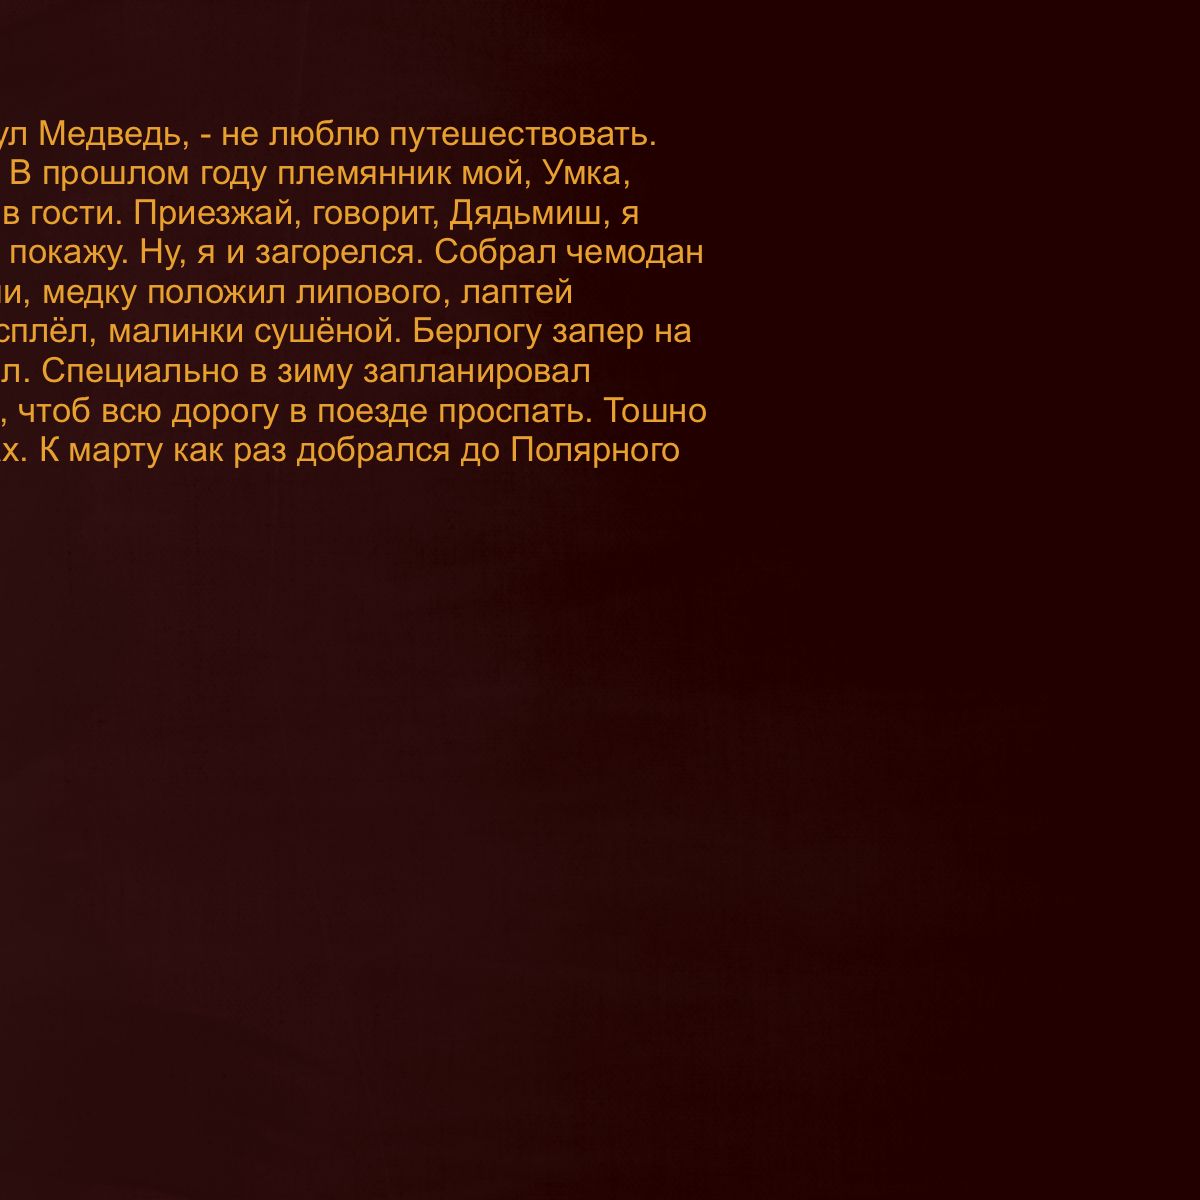 Медведь, - не люблю путешествовать.
В прошлом году племянник мой, Умка,
в гости. Приезжай, говорит, Дядьмиш, я
покажу. Ну, я и загорелся. Собрал чемодан
медку положил липового, лаптей
сплёл, малинки сушёной. Берлогу запер на
Специально в зиму запланировал
, чтоб всю дорогу в поезде проспать. Тошно
К марту как раз добрался до Полярного